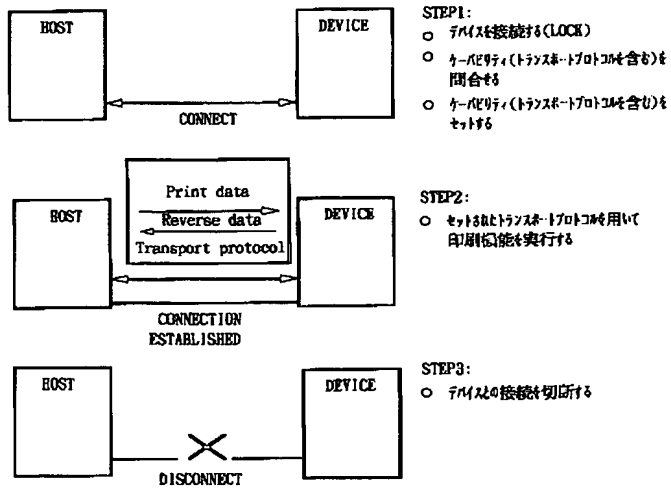 HOST
DEVICE
CONNECT
STEP1:
○ デバイスを接続する(LOCK)
○ ケーパビリティ(トランスポートプロトコルを含む)を
問合せる
○ ケーパビリティ(トランスポートプロトコルを含む)を
セットする
HOST
Print data
Reverse data
Transport protocol
DEVICE
CONNECTION
ESTABLISHED
STEP2:
○ セットされたトランスポートプロトコルを用いて
印刷機能を実行する
HOST
DEVICE
DISCONNECT
STEP3:
○ デバイスとの接続を切断する